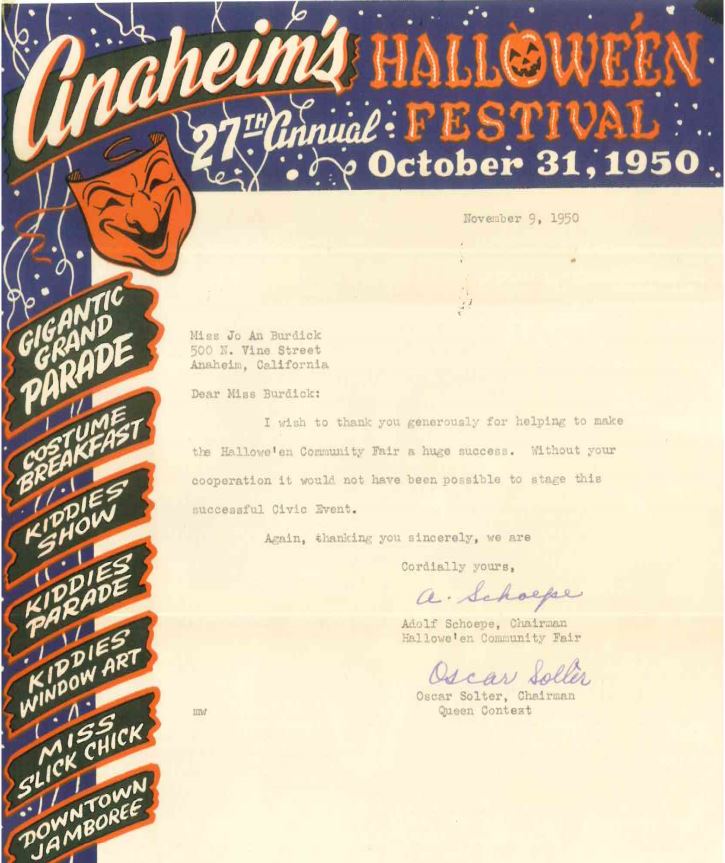 Anaheim's HALLOWE'EN
27TH Annual FESTIVAL
October 31, 1950
November 9, 1950
Miss Jo An Burdick
500 N. Vine Street
Anaheim, California
Dear Miss Burdick:
I wish to thank you generously for helping to make
the Hallowe'en Community Fair a huge success. Without your
cooperation it would not have been possible to stage this
successful Civic Event.
Again, thanking you sincerely, we are
Cordially yours,
A. Schoepe
Adolf Schoepe, Chairman
Hallowe'en Community Fair
Oscar Solter
Oscar Solter, Chairman
Queen Context
mw
GIGANTIC
GRAND
PARADE
COSTUME
BREAKFAST
KIDDIES
SHOW
KIDDIES
PARADE
KIDDIES
WINDOW ART
MISS
SLICK CHICK
DOWNTOWN
JAMBOREE